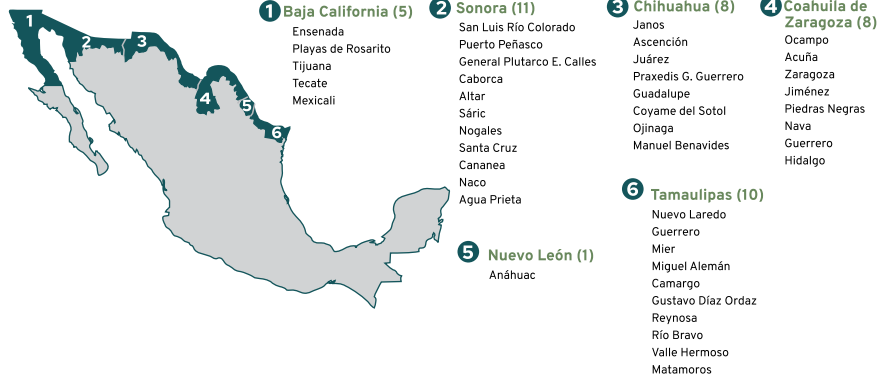 1 Baja California (5)
Ensenada
Playas de Rosarito
Tijuana
Tecate
Mexicali
2 Sonora (11)
San Luis Río Colorado
Puerto Peñasco
General Plutarco E. Calles
Caborca
Altar
Sáric
Nogales
Santa Cruz
Cananea
Naco
Agua Prieta
3 Chihuahua (8)
Janos
Ascención
Juárez
Praxedis G. Guerrero
Guadalupe
Coyame del Sotol
Ojinaga
Manuel Benavides
4 Coahuila de
Zaragoza (8)
Ocampo
Acuña
Zaragoza
Jiménez
Piedras Negras
Nava
Guerrero
Hidalgo
5 Nuevo León (1)
Anáhuac
6 Tamaulipas (10)
Nuevo Laredo
Guerrero
Mier
Miguel Alemán
Camargo
Gustavo Díaz Ordaz
Reynosa
Río Bravo
Valle Hermoso
Matamoros
1
2
3
4
5
6